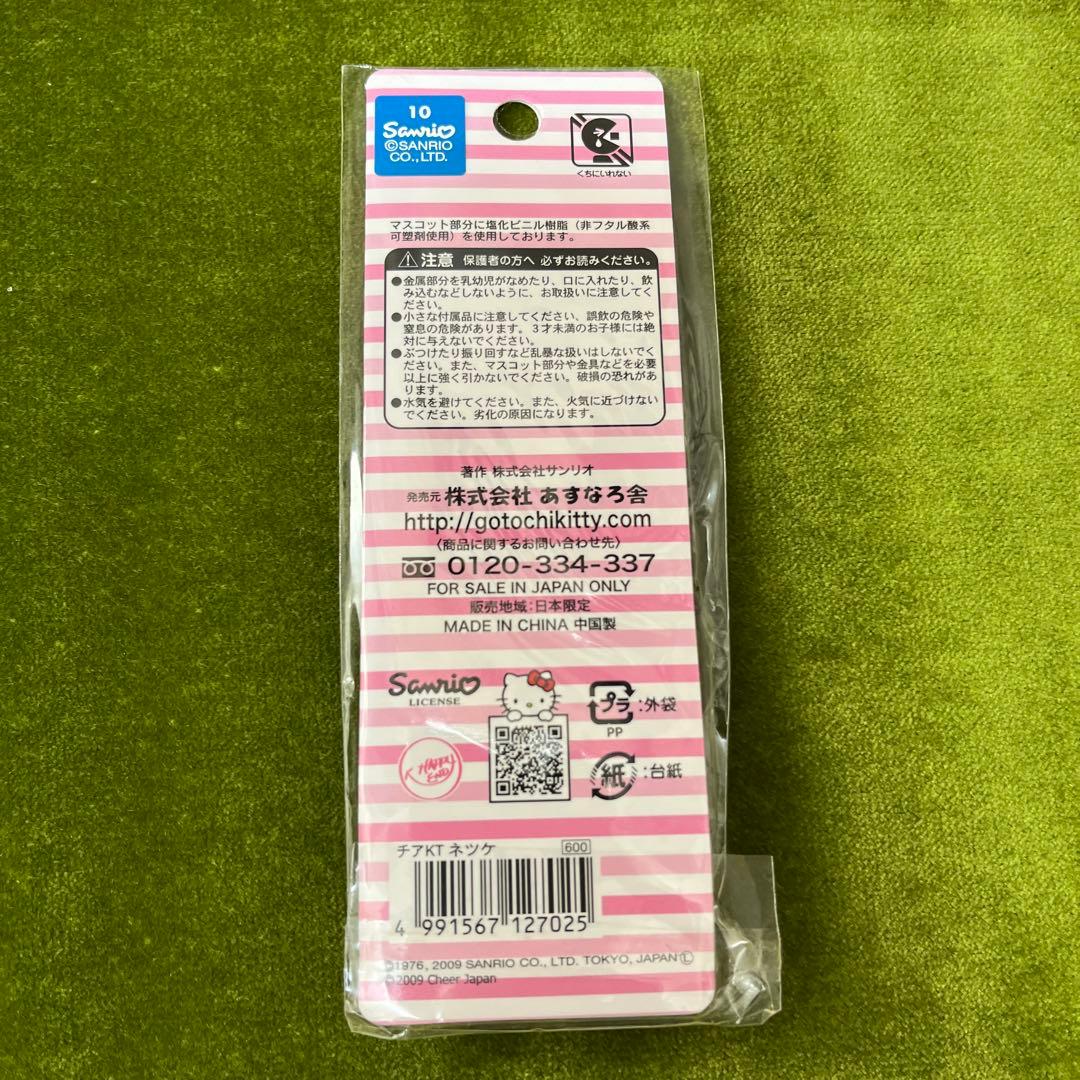 10
Sanrio
©SANRIO
CO.,LTD.
くちにいれない
マスコット部分に塩化ビニル樹脂（非フタル酸系
可塑剤使用）を使用しております。
注意 保護者の方へ 必ずお読みください。
●金属部分を乳幼児がなめたり、口に入れたり、飲
み込むなどしないように、お取扱いに注意してく
ださい。
●小さな付属品に注意してください、誤飲の危険や
窒息の危険があります。3才未満のお子様には絶
対に与えないでください。
●ぶつけたり振り回すなど乱暴な扱いはしないでく
ださい。また、マスコット部分や金具などを必要
以上に強く引かないでください。破損の恐れがあ
ります。
●水気を避けてください。また、火気に近づけない
でください。劣化の原因になります。
著作 株式会社サンリオ
発売元 株式会社 あすなろ舎
http://gotochikitty.com
〈商品に関するお問い合わせ先〉
0120-334-337
FOR SALE IN JAPAN ONLY
販売地域：日本限定
MADE IN CHINA 中国製
Sanrio
LICENSE
プラ :外袋
PP
HAPPY
END
紙 :台紙
チアKT ネツケ 600
4 991567 127025
©1976, 2009 SANRIO CO., LTD. TOKYO, JAPAN Ⓛ
©2009 Cheer Japan